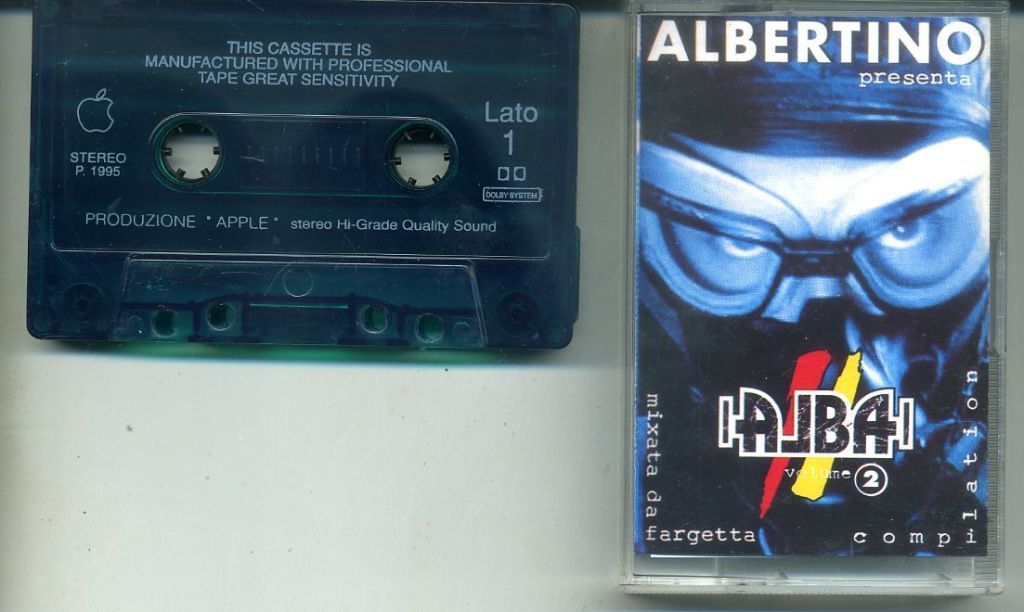 THIS CASSETTE IS
MANUFACTURED WITH PROFESSIONAL
TAPE GREAT SENSITIVITY
STEREO
P. 1995
Lato
1
DOLBY SYSTEM
PRODUZIONE "APPLE" stereo Hi-Grade Quality Sound
ALBERTINO
presenta
ALBA
volume 2
mixata da
fargetta
compilation